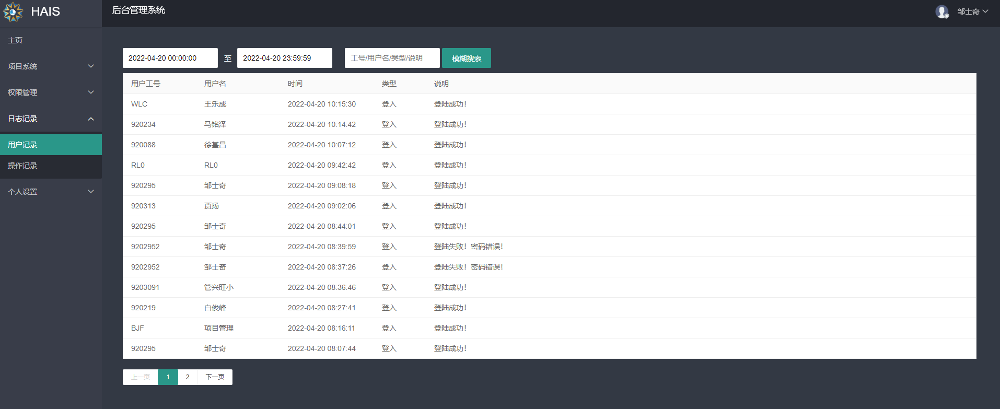 HAIS
后台管理系统
邹士奇
主页
项目系统
权限管理
日志记录
用户记录
操作记录
个人设置
2022-04-20 00:00:00 至 2022-04-20 23:59:59 工号/用户名/类型/说明 模糊搜索
用户工号 用户名 时间 类型 说明
WLC 王乐成 2022-04-20 10:15:30 登入 登陆成功!
920234 马铭泽 2022-04-20 10:14:42 登入 登陆成功!
920088 徐基昌 2022-04-20 10:07:12 登入 登陆成功!
RL0 RL0 2022-04-20 09:42:42 登入 登陆成功!
920295 邹士奇 2022-04-20 09:08:18 登入 登陆成功!
920313 贾扬 2022-04-20 09:02:06 登入 登陆成功!
920295 邹士奇 2022-04-20 08:44:01 登入 登陆成功!
9202952 邹士奇 2022-04-20 08:39:59 登入 登陆失败！密码错误！
9202952 邹士奇 2022-04-20 08:37:26 登入 登陆失败！密码错误！
9203091 管兴旺小 2022-04-20 08:36:46 登入 登陆成功!
920219 白俊峰 2022-04-20 08:27:41 登入 登陆成功!
BJF 项目管理 2022-04-20 08:16:11 登入 登陆成功!
920295 邹士奇 2022-04-20 08:07:44 登入 登陆成功!
上一页 1 2 下一页